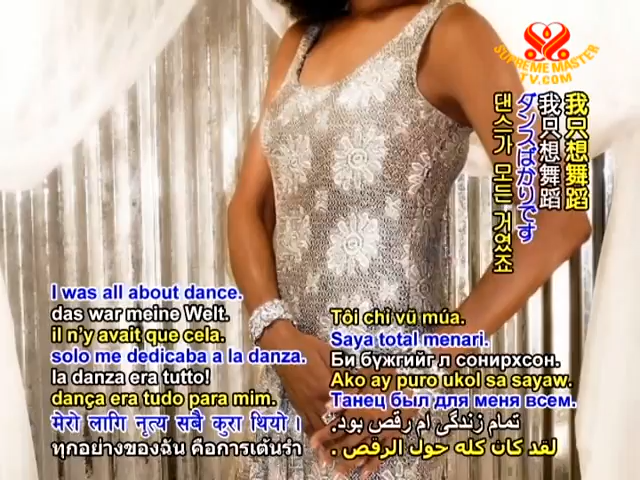 SUPREME MASTER
TV.COM
我只想舞蹈
我只想舞蹈
ダンスばかりです
댄스가 모든 거였죠
I was all about dance.
das war meine Welt.
il n'y avait que cela.
solo me dedicaba a la danza.
la danza era tutto!
dança era tudo para mim.
मेरो लागि नृत्य सबै कुरा थियो ।
ทุกอย่างของฉัน คือการเต้นรำ
Tôi chỉ vũ múa.
Saya total menari.
Би бүжгийг л сонирхсон.
Ako ay puro ukol sa sayaw.
Танец был для меня всем.
تمام زندگی ام رقص بود.
لقد كان كله حول الرقص .